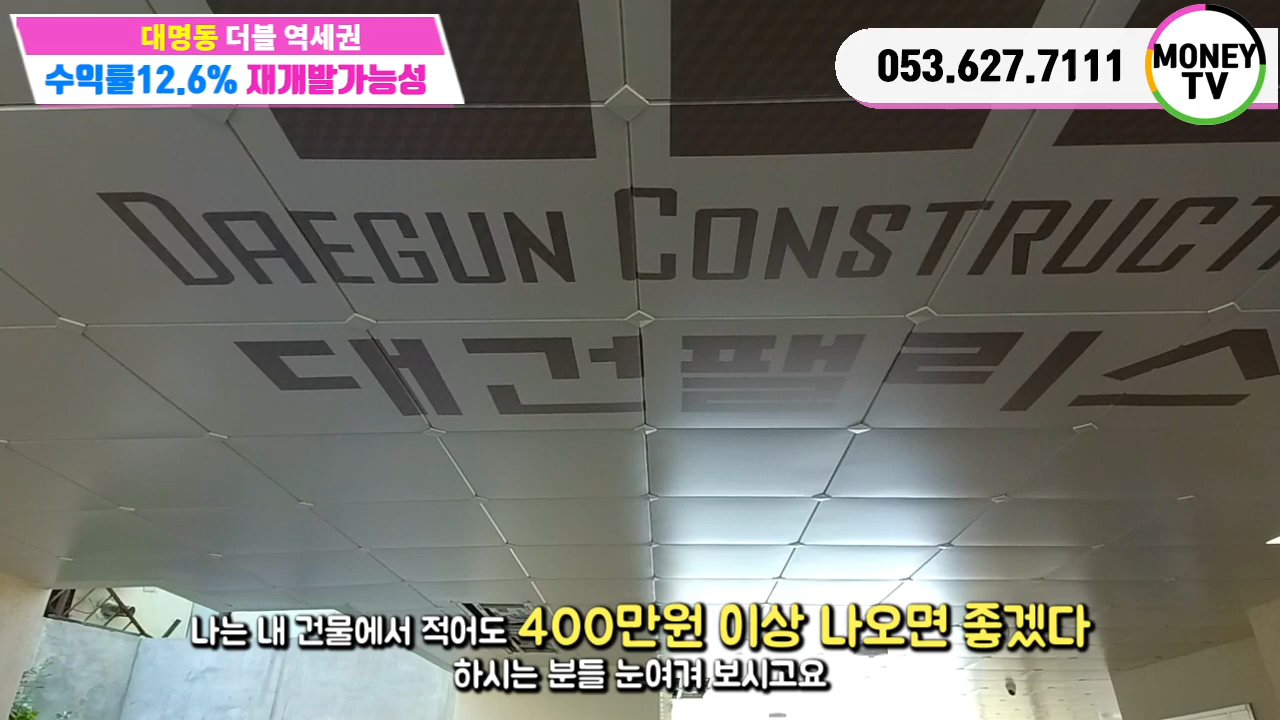 대명동 더블 역세권
수익률12.6% 재개발가능성
053.627.7111
MONEY
TV
DAEGUN CONSTRUCT
대건팰리스
나는 내 건물에서 적어도 400만원 이상 나오면 좋겠다
하시는 분들 눈여겨 보시고요